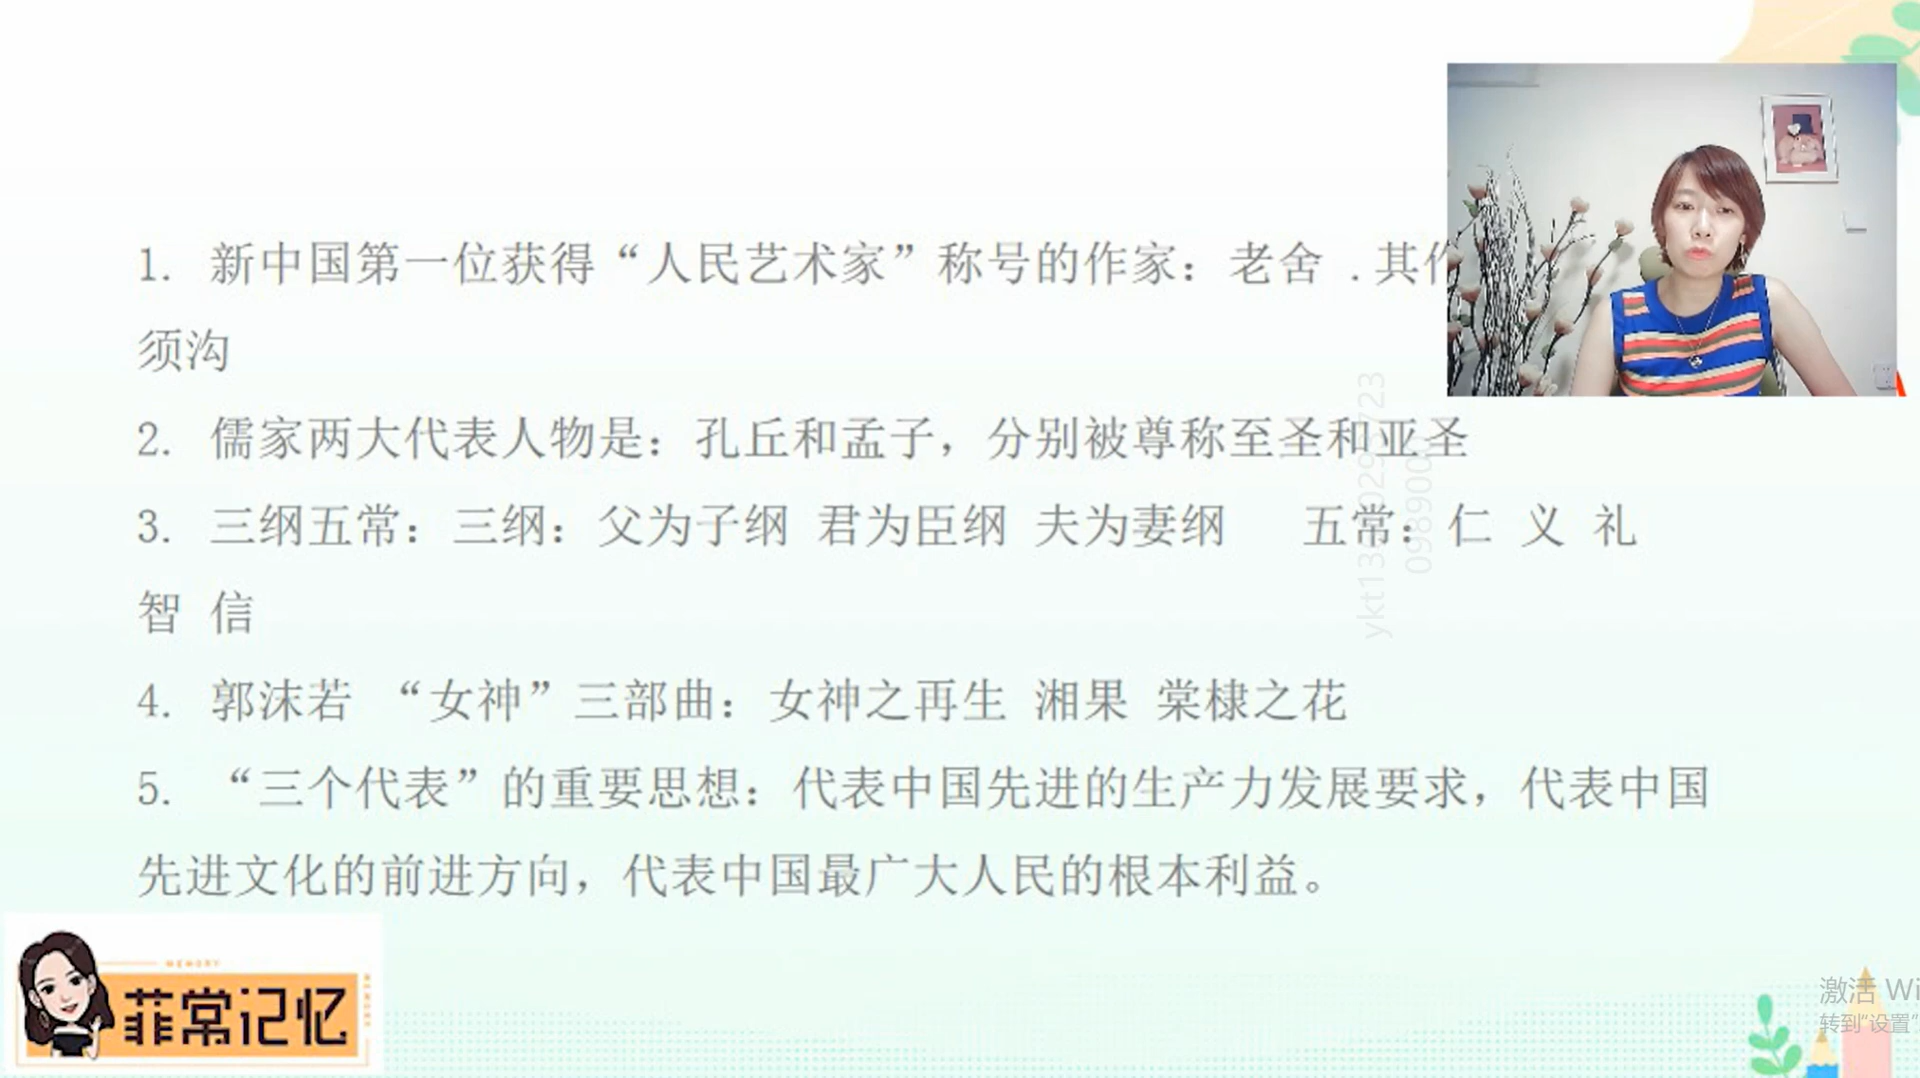 1. 新中国第一位获得“人民艺术家”称号的作家：老舍 .其作
须沟
2. 儒家两大代表人物是：孔丘和孟子，分别被尊称至圣和亚圣
3. 三纲五常：三纲：父为子纲 君为臣纲 夫为妻纲 五常：仁 义 礼
智 信
4. 郭沫若 “女神”三部曲：女神之再生 湘果 棠棣之花
5. “三个代表”的重要思想：代表中国先进的生产力发展要求，代表中国
先进文化的前进方向，代表中国最广大人民的根本利益。
MEMORY
菲常记忆
激活 Wi
转到"设置"